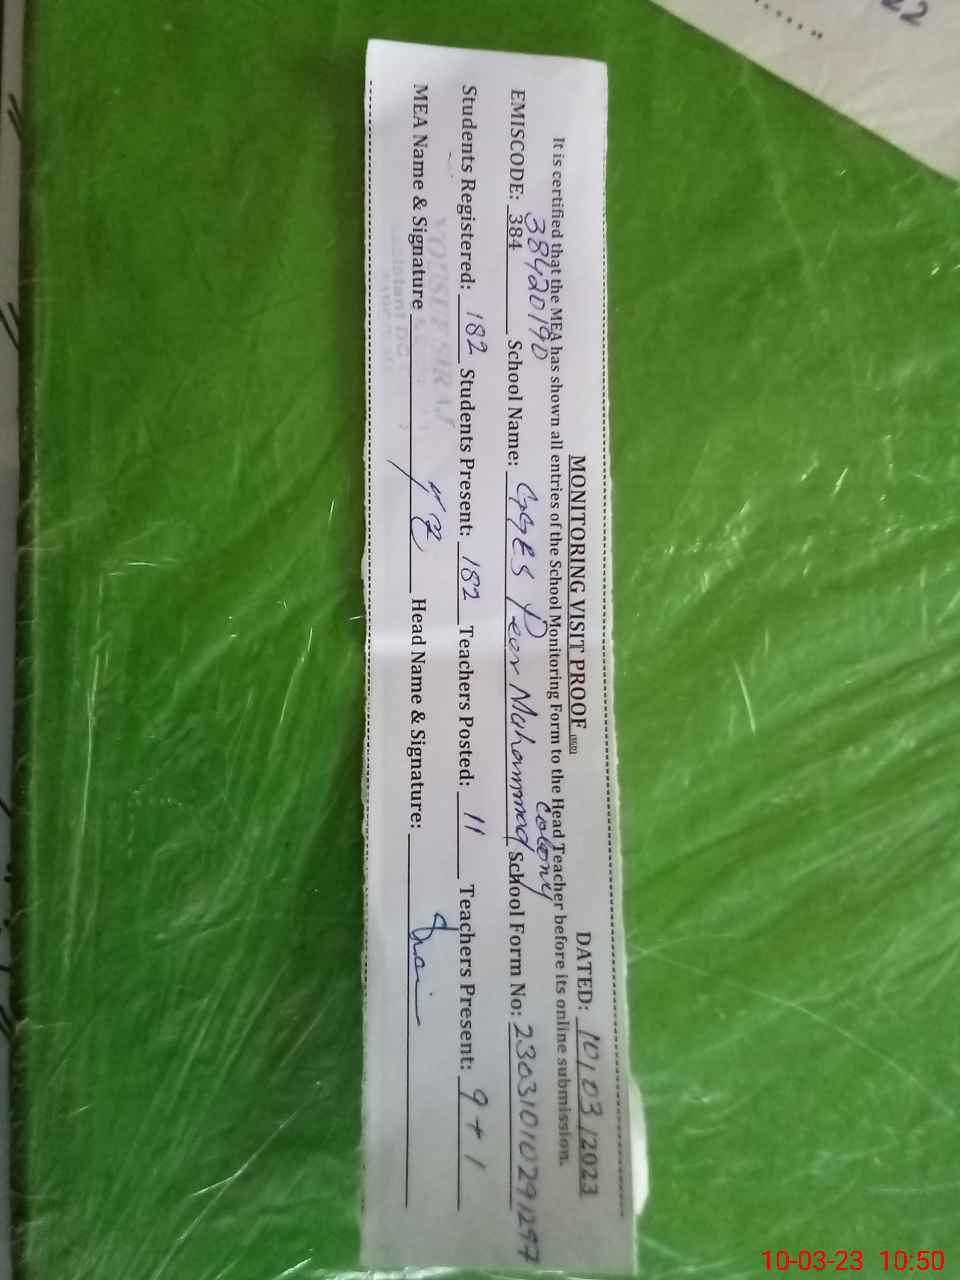 MONITORING VISIT PROOF DATED: 10/03/2023
It is certified that the MEA has shown all entries of the School Monitoring Form to the Head Teacher before its online submission.
38420190 Colony
EMISCODE: 384 School Name: GGES Peer Muhammad School Form No: 23031010291297
Students Registered: 182 Students Present: 182 Teachers Posted: 11 Teachers Present: 9+1
MEA Name & Signature Head Name & Signature:
22
10-03-23 10:50